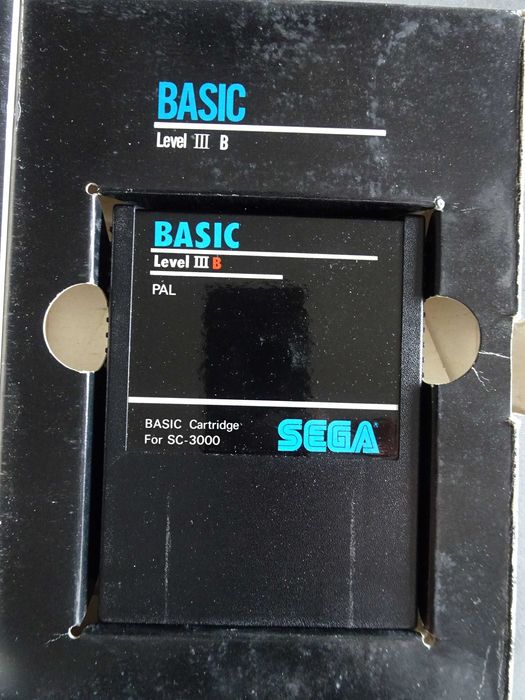 BASIC
Level III B
BASIC
Level III B
PAL
BASIC Cartridge
For SC-3000
SEGA®